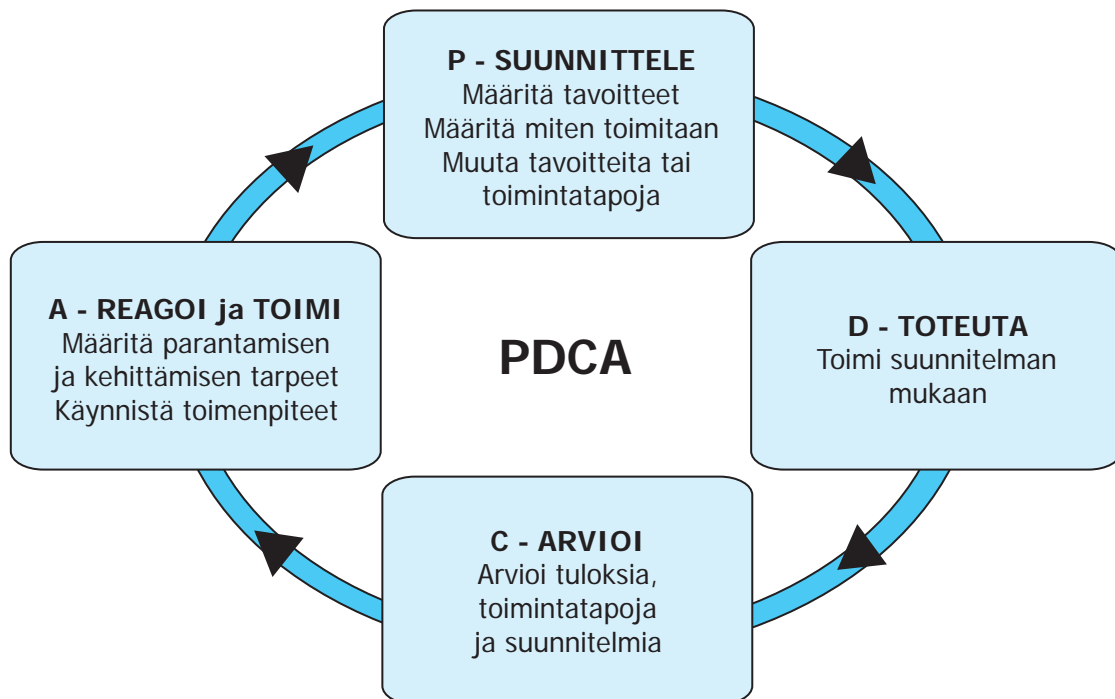 P - SUUNNITTELE
Määritä tavoitteet
Määritä miten toimitaan
Muuta tavoitteita tai
toimintatapoja
A - REAGOI ja TOIMI
Määritä parantamisen
ja kehittämisen tarpeet
Käynnistä toimenpiteet
PDCA
D - TOTEUTA
Toimi suunnitelman
mukaan
C - ARVIOI
Arvioi tuloksia,
toimintatapoja
ja suunnitelmia